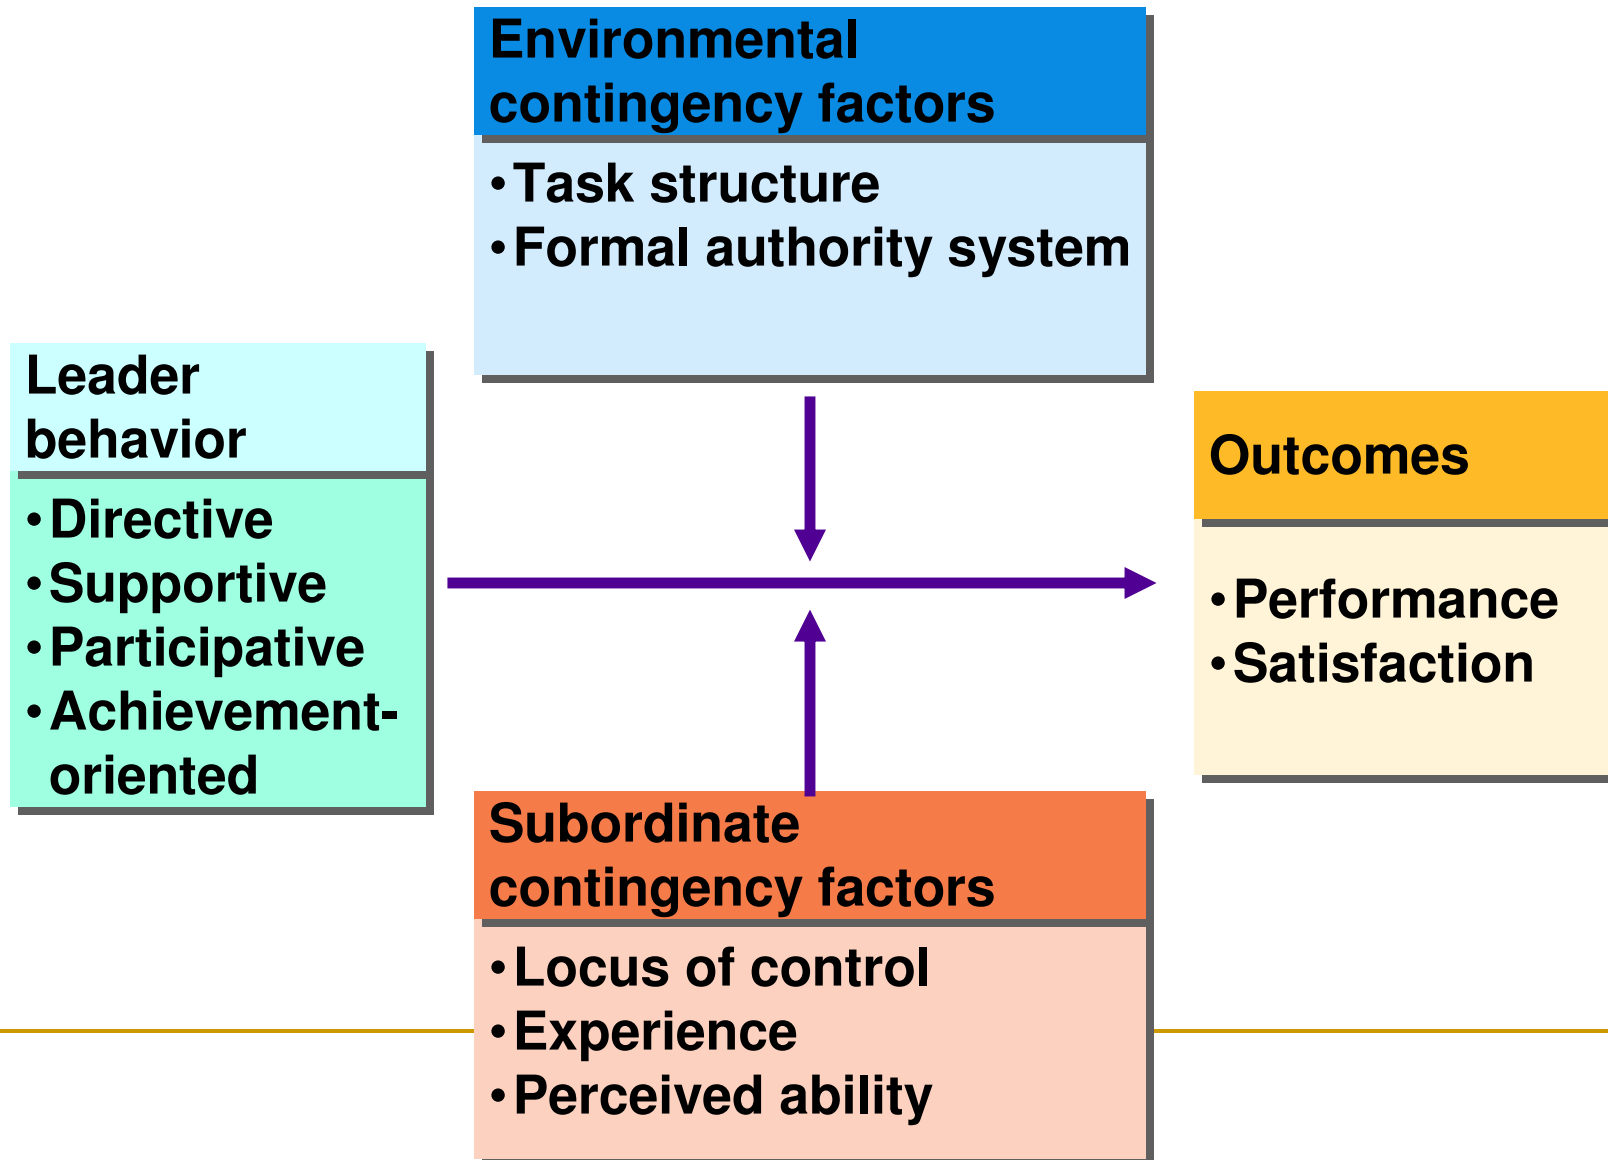 Environmental
contingency factors
•Task structure
•Formal authority system
Leader
behavior
•Directive
•Supportive
•Participative
•Achievement-
oriented
Outcomes
•Performance
•Satisfaction
Subordinate
contingency factors
•Locus of control
•Experience
•Perceived ability